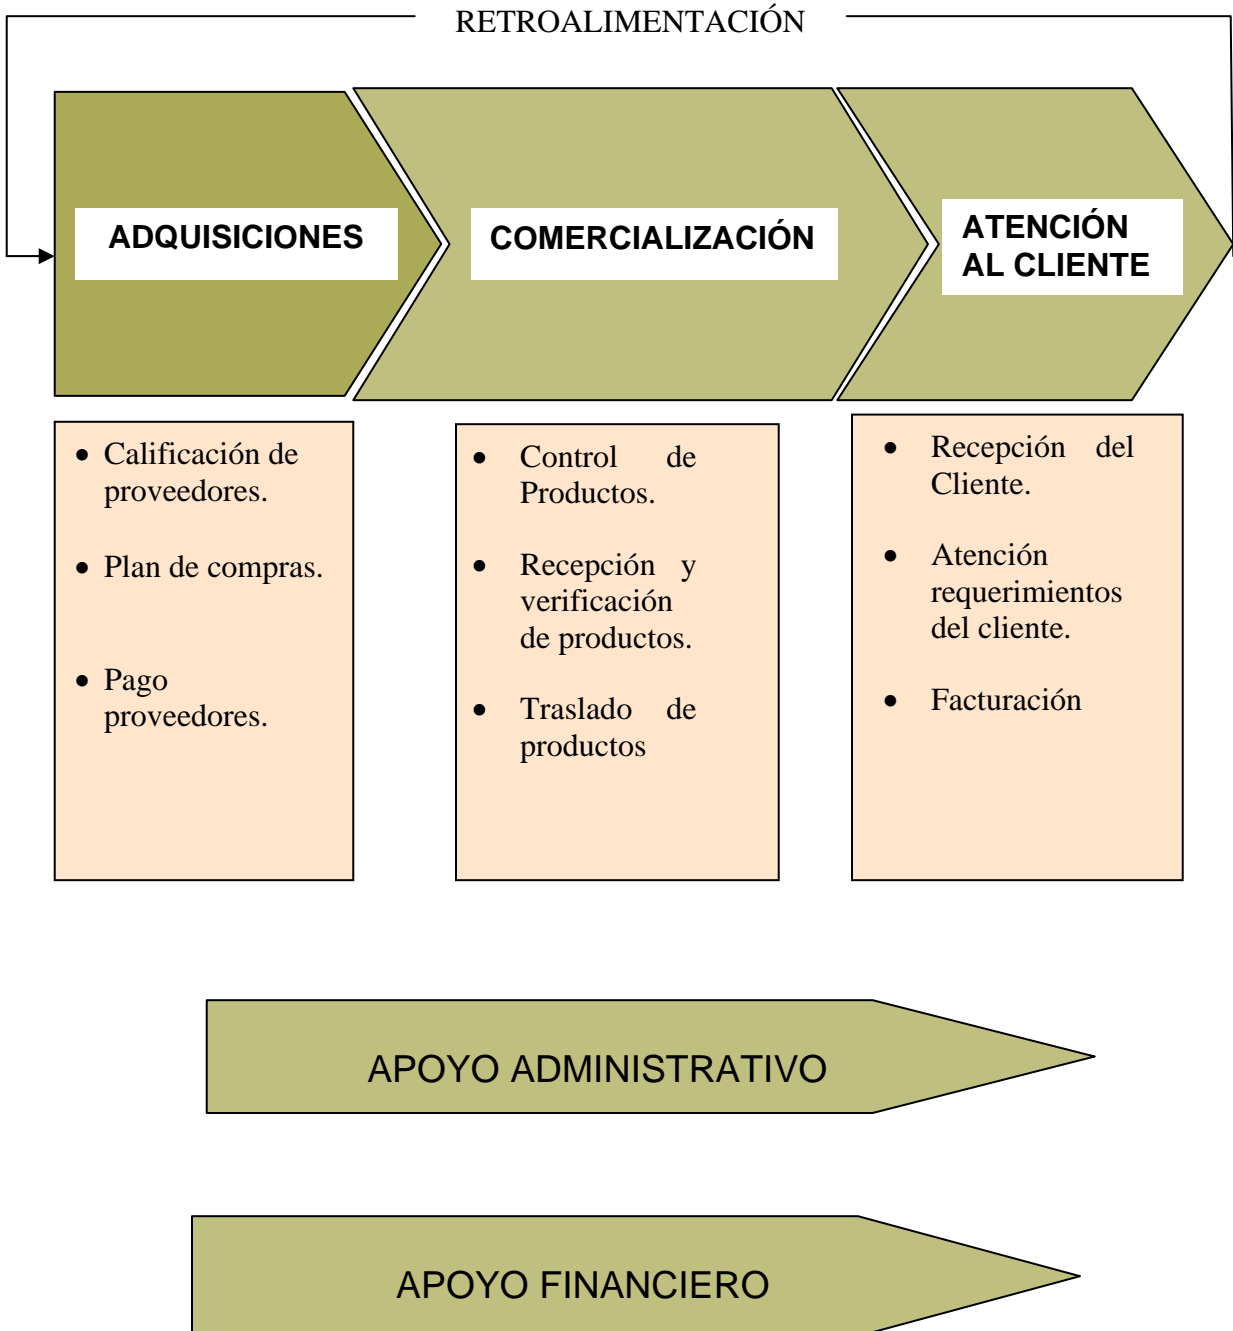 RETROALIMENTACIÓN
ADQUISICIONES
COMERCIALIZACIÓN
ATENCIÓN
AL CLIENTE
• Calificación de
proveedores.
• Plan de compras.
• Pago
proveedores.
• Control de
Productos.
• Recepción y
verificación
de productos.
• Traslado de
productos
• Recepción del
Cliente.
• Atención
requerimientos
del cliente.
• Facturación
APOYO ADMINISTRATIVO
APOYO FINANCIERO